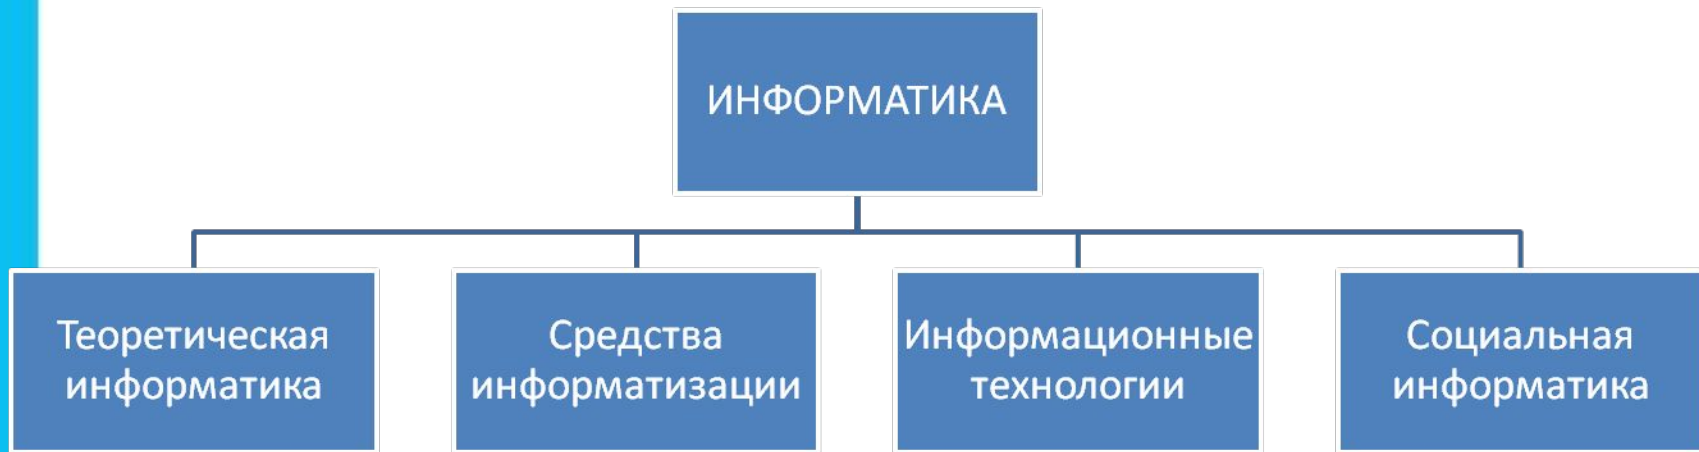 ИНФОРМАТИКА
Теоретическая
информатика
Средства
информатизации
Информационные
технологии
Социальная
информатика